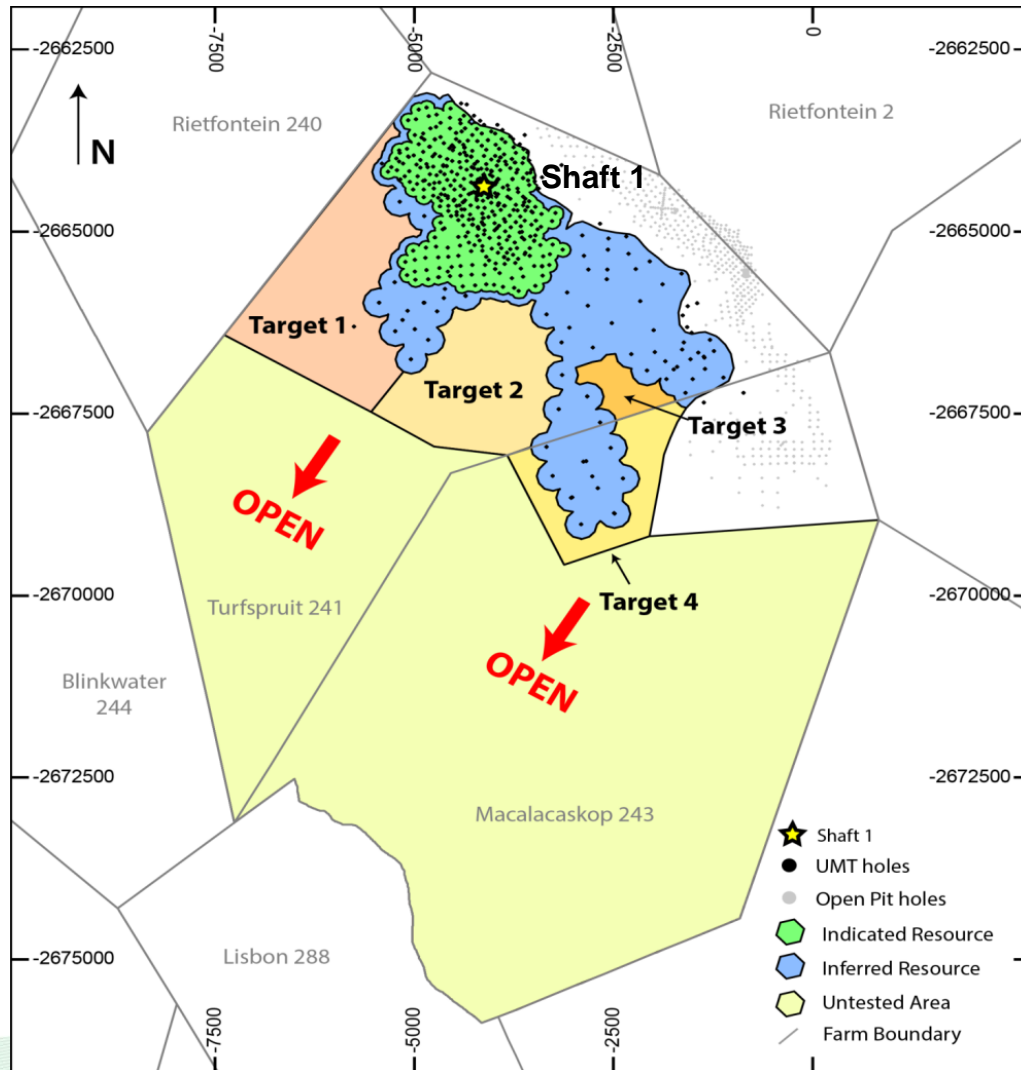 -7500
-5000
-2500
0
-2662500
-2662500
Rietfontein 240
Rietfontein 2
N
Shaft 1
-2665000
-2665000
Target 1
Target 2
-2667500
-2667500
Target 3
OPEN
-2670000
-2670000
Turfspruit 241
Target 4
OPEN
Blinkwater
244
-2672500
-2672500
Macalacaskop 243
Shaft 1
UMT holes
Open Pit holes
Indicated Resource
Inferred Resource
Untested Area
Farm Boundary
Lisbon 288
-2675000
-2675000
-7500
-5000
-2500
0